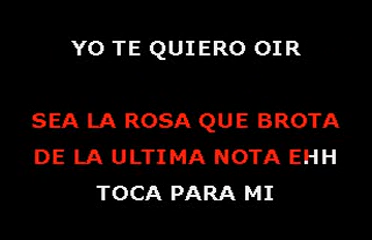 YO TE QUIERO OIR
SEA LA ROSA QUE BROTA
DE LA ULTIMA NOTA EHH
TOCA PARA MI